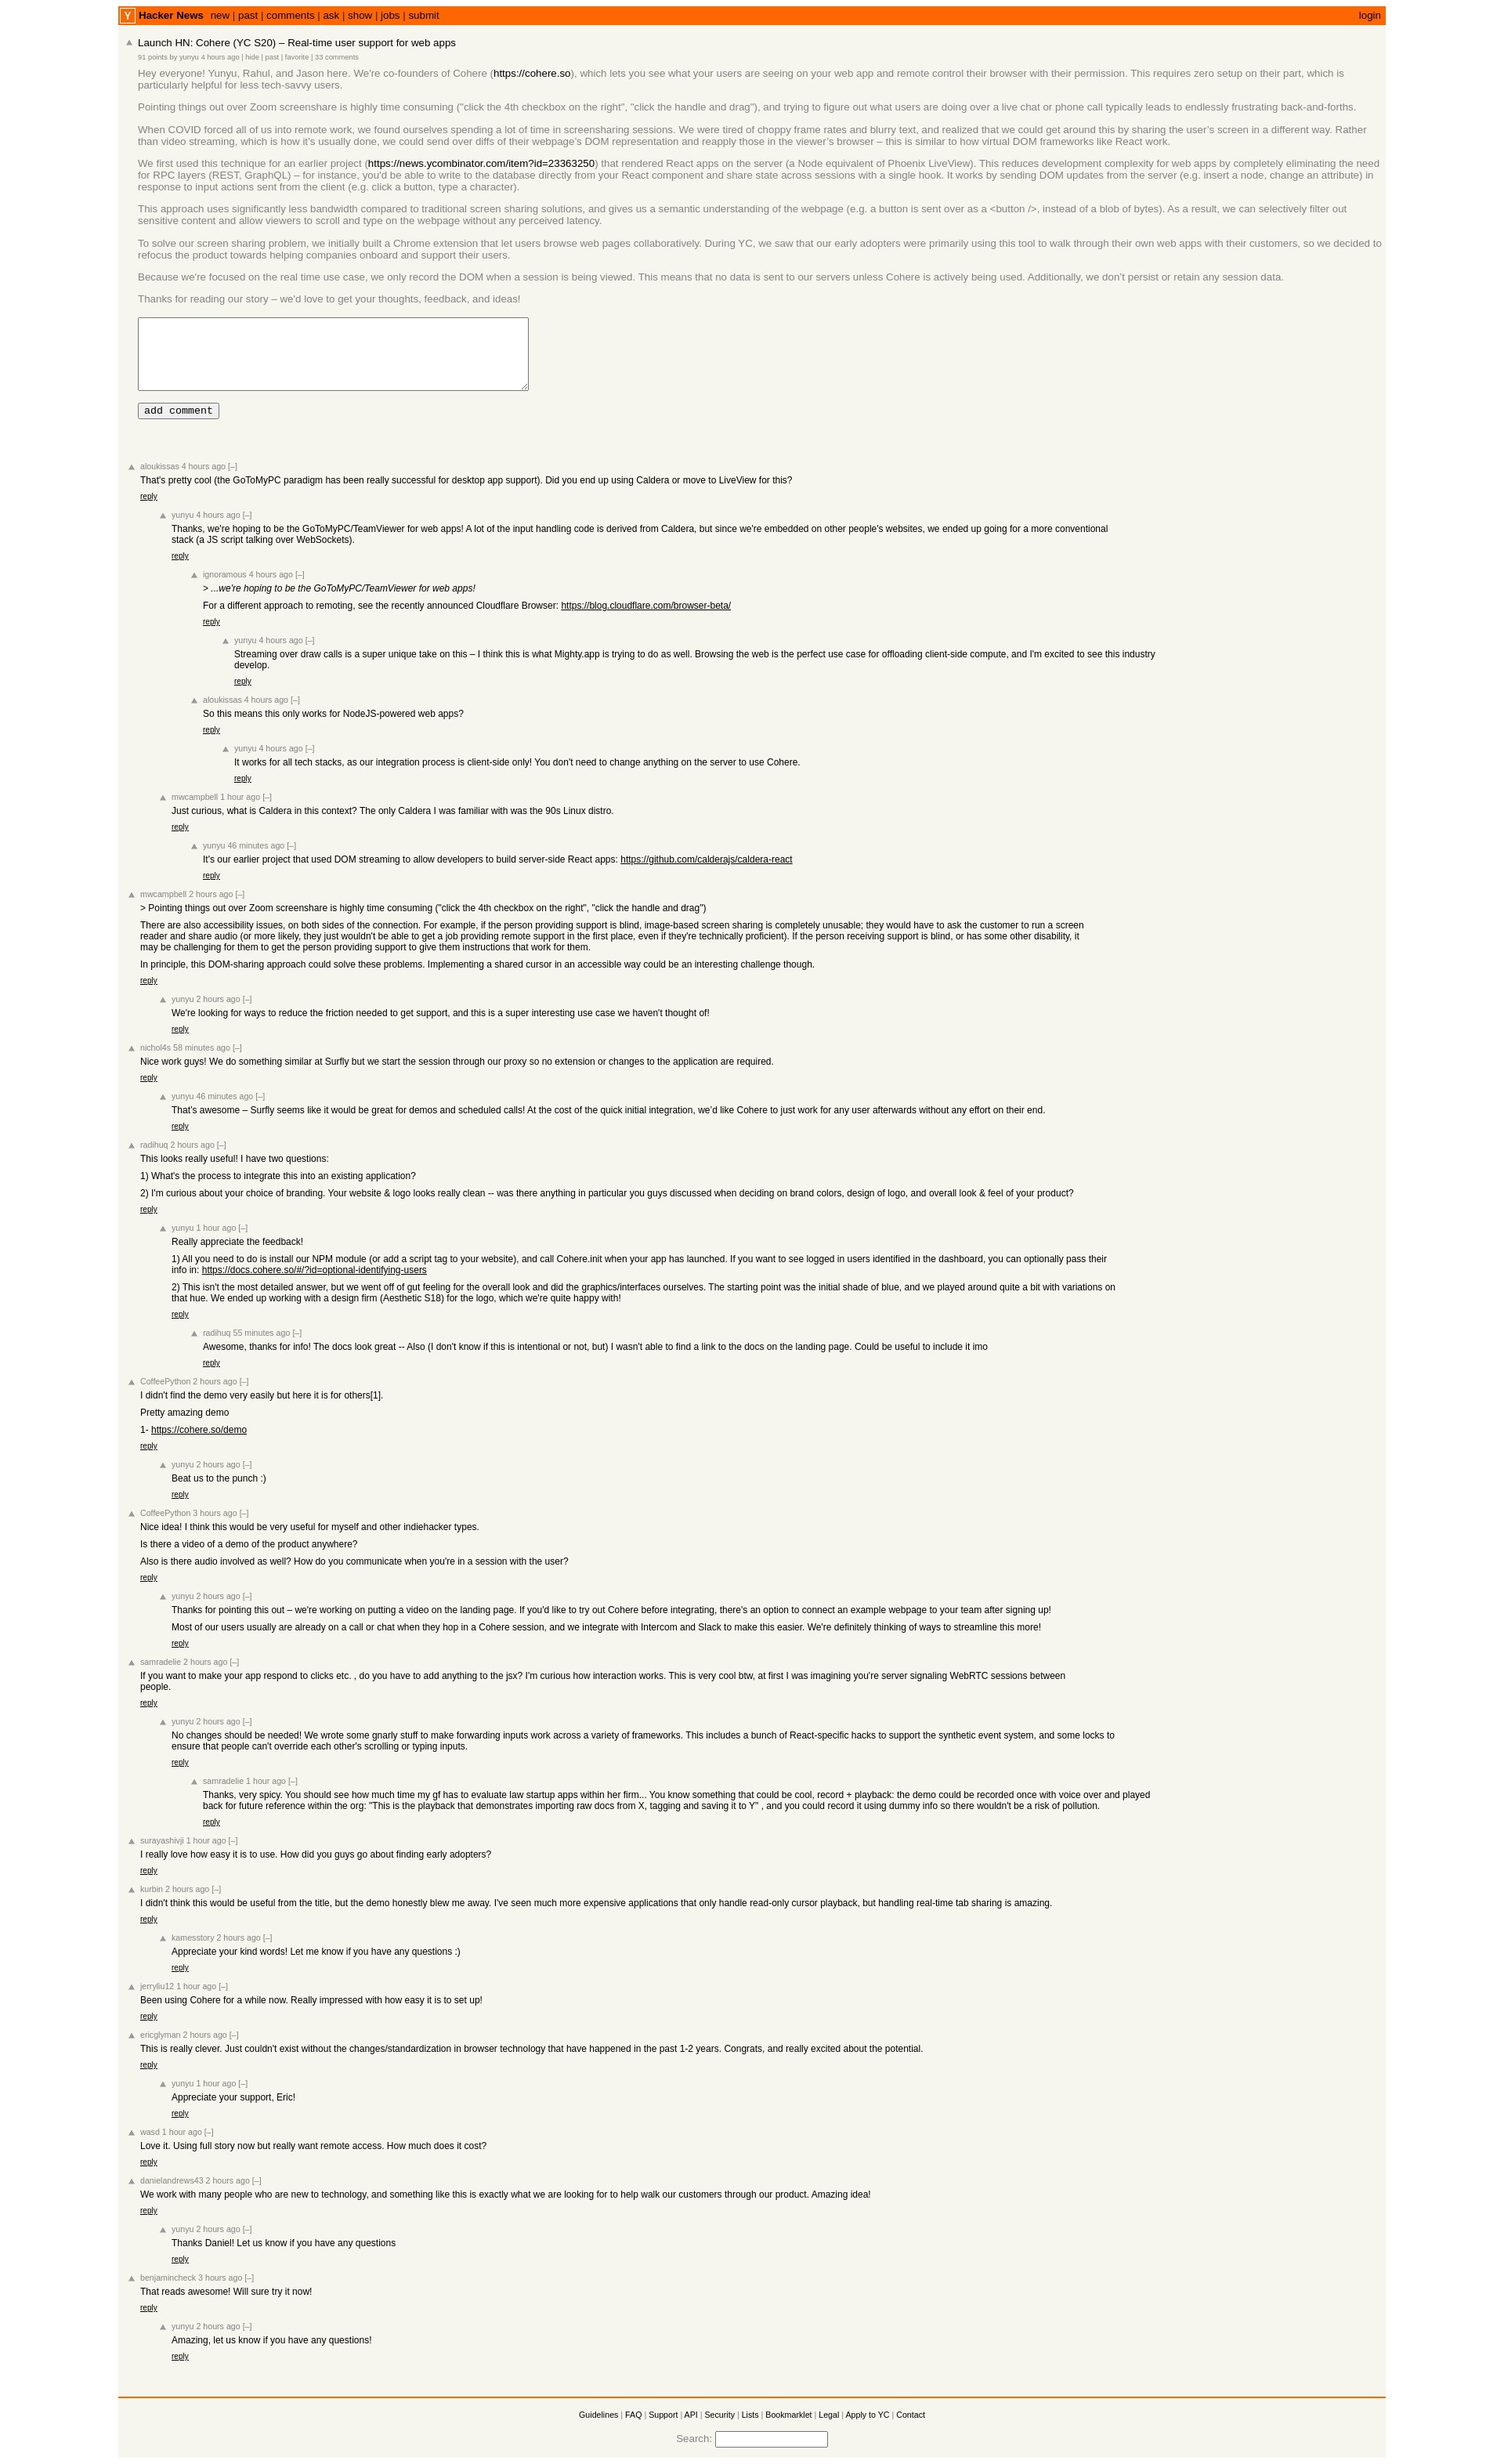 Y Hacker News new | past | comments | ask | show | jobs | submit login
Launch HN: Cohere (YC S20) – Real-time user support for web apps
91 points by yunyu 4 hours ago | hide | past | favorite | 33 comments
Hey everyone! Yunyu, Rahul, and Jason here. We're co-founders of Cohere (https://cohere.so), which lets you see what your users are seeing on your web app and remote control their browser with their permission. This requires zero setup on their part, which is
particularly helpful for less tech-savvy users.
Pointing things out over Zoom screenshare is highly time consuming ("click the 4th checkbox on the right", "click the handle and drag"), and trying to figure out what users are doing over a live chat or phone call typically leads to endlessly frustrating back-and-forths.
When COVID forced all of us into remote work, we found ourselves spending a lot of time in screensharing sessions. We were tired of choppy frame rates and blurry text, and realized that we could get around this by sharing the user’s screen in a different way. Rather
than video streaming, which is how it’s usually done, we could send over diffs of their webpage’s DOM representation and reapply those in the viewer’s browser – this is similar to how virtual DOM frameworks like React work.
We first used this technique for an earlier project (https://news.ycombinator.com/item?id=23363250) that rendered React apps on the server (a Node equivalent of Phoenix LiveView). This reduces development complexity for web apps by completely eliminating the need
for RPC layers (REST, GraphQL) – for instance, you'd be able to write to the database directly from your React component and share state across sessions with a single hook. It works by sending DOM updates from the server (e.g. insert a node, change an attribute) in
response to input actions sent from the client (e.g. click a button, type a character).
This approach uses significantly less bandwidth compared to traditional screen sharing solutions, and gives us a semantic understanding of the webpage (e.g. a button is sent over as a <button />, instead of a blob of bytes). As a result, we can selectively filter out
sensitive content and allow viewers to scroll and type on the webpage without any perceived latency.
To solve our screen sharing problem, we initially built a Chrome extension that let users browse web pages collaboratively. During YC, we saw that our early adopters were primarily using this tool to walk through their own web apps with their customers, so we decided to
refocus the product towards helping companies onboard and support their users.
Because we're focused on the real time use case, we only record the DOM when a session is being viewed. This means that no data is sent to our servers unless Cohere is actively being used. Additionally, we don’t persist or retain any session data.
Thanks for reading our story – we'd love to get your thoughts, feedback, and ideas!
add comment
aloukissas 4 hours ago [–]
That's pretty cool (the GoToMyPC paradigm has been really successful for desktop app support). Did you end up using Caldera or move to LiveView for this?
reply
yunyu 4 hours ago [–]
Thanks, we're hoping to be the GoToMyPC/TeamViewer for web apps! A lot of the input handling code is derived from Caldera, but since we're embedded on other people's websites, we ended up going for a more conventional
stack (a JS script talking over WebSockets).
reply
ignoramous 4 hours ago [–]
> ...we're hoping to be the GoToMyPC/TeamViewer for web apps!
For a different approach to remoting, see the recently announced Cloudflare Browser: https://blog.cloudflare.com/browser-beta/
reply
yunyu 4 hours ago [–]
Streaming over draw calls is a super unique take on this – I think this is what Mighty.app is trying to do as well. Browsing the web is the perfect use case for offloading client-side compute, and I'm excited to see this industry
develop.
reply
aloukissas 4 hours ago [–]
So this means this only works for NodeJS-powered web apps?
reply
yunyu 4 hours ago [–]
It works for all tech stacks, as our integration process is client-side only! You don't need to change anything on the server to use Cohere.
reply
mwcampbell 1 hour ago [–]
Just curious, what is Caldera in this context? The only Caldera I was familiar with was the 90s Linux distro.
reply
yunyu 46 minutes ago [–]
It's our earlier project that used DOM streaming to allow developers to build server-side React apps: https://github.com/calderajs/caldera-react
reply
mwcampbell 2 hours ago [–]
> Pointing things out over Zoom screenshare is highly time consuming ("click the 4th checkbox on the right", "click the handle and drag")
There are also accessibility issues, on both sides of the connection. For example, if the person providing support is blind, image-based screen sharing is completely unusable; they would have to ask the customer to run a screen
reader and share audio (or more likely, they just wouldn't be able to get a job providing remote support in the first place, even if they're technically proficient). If the person receiving support is blind, or has some other disability, it
may be challenging for them to get the person providing support to give them instructions that work for them.
In principle, this DOM-sharing approach could solve these problems. Implementing a shared cursor in an accessible way could be an interesting challenge though.
reply
yunyu 2 hours ago [–]
We're looking for ways to reduce the friction needed to get support, and this is a super interesting use case we haven't thought of!
reply
nichol4s 58 minutes ago [–]
Nice work guys! We do something similar at Surfly but we start the session through our proxy so no extension or changes to the application are required.
reply
yunyu 46 minutes ago [–]
That's awesome – Surfly seems like it would be great for demos and scheduled calls! At the cost of the quick initial integration, we'd like Cohere to just work for any user afterwards without any effort on their end.
reply
radihuq 2 hours ago [–]
This looks really useful! I have two questions:
1) What's the process to integrate this into an existing application?
2) I'm curious about your choice of branding. Your website & logo looks really clean -- was there anything in particular you guys discussed when deciding on brand colors, design of logo, and overall look & feel of your product?
reply
yunyu 1 hour ago [–]
Really appreciate the feedback!
1) All you need to do is install our NPM module (or add a script tag to your website), and call Cohere.init when your app has launched. If you want to see logged in users identified in the dashboard, you can optionally pass their
info in: https://docs.cohere.so/#/?id=optional-identifying-users
2) This isn't the most detailed answer, but we went off of gut feeling for the overall look and did the graphics/interfaces ourselves. The starting point was the initial shade of blue, and we played around quite a bit with variations on
that hue. We ended up working with a design firm (Aesthetic S18) for the logo, which we're quite happy with!
reply
radihuq 55 minutes ago [–]
Awesome, thanks for info! The docs look great -- Also (I don't know if this is intentional or not, but) I wasn't able to find a link to the docs on the landing page. Could be useful to include it imo
reply
CoffeePython 2 hours ago [–]
I didn't find the demo very easily but here it is for others[1].
Pretty amazing demo
1- https://cohere.so/demo
reply
yunyu 2 hours ago [–]
Beat us to the punch :)
reply
CoffeePython 3 hours ago [–]
Nice idea! I think this would be very useful for myself and other indiehacker types.
Is there a video of a demo of the product anywhere?
Also is there audio involved as well? How do you communicate when you're in a session with the user?
reply
yunyu 2 hours ago [–]
Thanks for pointing this out – we're working on putting a video on the landing page. If you'd like to try out Cohere before integrating, there's an option to connect an example webpage to your team after signing up!
Most of our users usually are already on a call or chat when they hop in a Cohere session, and we integrate with Intercom and Slack to make this easier. We're definitely thinking of ways to streamline this more!
reply
samradelie 2 hours ago [–]
If you want to make your app respond to clicks etc. , do you have to add anything to the jsx? I'm curious how interaction works. This is very cool btw, at first I was imagining you're server signaling WebRTC sessions between
people.
reply
yunyu 2 hours ago [–]
No changes should be needed! We wrote some gnarly stuff to make forwarding inputs work across a variety of frameworks. This includes a bunch of React-specific hacks to support the synthetic event system, and some locks to
ensure that people can't override each other's scrolling or typing inputs.
reply
samradelie 1 hour ago [–]
Thanks, very spicy. You should see how much time my gf has to evaluate law startup apps within her firm... You know something that could be cool, record + playback: the demo could be recorded once with voice over and played
back for future reference within the org: "This is the playback that demonstrates importing raw docs from X, tagging and saving it to Y" , and you could record it using dummy info so there wouldn't be a risk of pollution.
reply
surayashivji 1 hour ago [–]
I really love how easy it is to use. How did you guys go about finding early adopters?
reply
kurbin 2 hours ago [–]
I didn't think this would be useful from the title, but the demo honestly blew me away. I've seen much more expensive applications that only handle read-only cursor playback, but handling real-time tab sharing is amazing.
reply
kamesstory 2 hours ago [–]
Appreciate your kind words! Let me know if you have any questions :)
reply
jerryliu12 1 hour ago [–]
Been using Cohere for a while now. Really impressed with how easy it is to set up!
reply
ericglyman 2 hours ago [–]
This is really clever. Just couldn't exist without the changes/standardization in browser technology that have happened in the past 1-2 years. Congrats, and really excited about the potential.
reply
yunyu 1 hour ago [–]
Appreciate your support, Eric!
reply
wasd 1 hour ago [–]
Love it. Using full story now but really want remote access. How much does it cost?
reply
danielandrews43 2 hours ago [–]
We work with many people who are new to technology, and something like this is exactly what we are looking for to help walk our customers through our product. Amazing idea!
reply
yunyu 2 hours ago [–]
Thanks Daniel! Let us know if you have any questions
reply
benjamincheck 3 hours ago [–]
That reads awesome! Will sure try it now!
reply
yunyu 2 hours ago [–]
Amazing, let us know if you have any questions!
reply
Guidelines | FAQ | Support | API | Security | Lists | Bookmarklet | Legal | Apply to YC | Contact
Search: